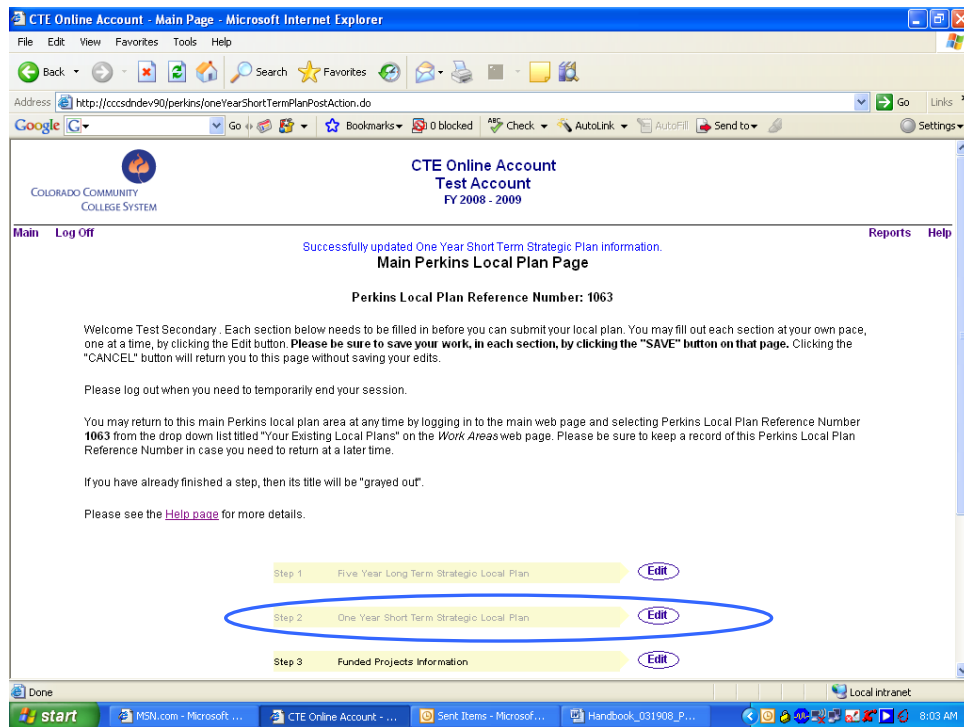 CTE Online Account - Main Page - Microsoft Internet Explorer
File Edit View Favorites Tools Help
Back Search Favorites
Address http://cccsdndev90/perkins/oneYearShortTermPlanPostAction.do Go Links
Google G Go Bookmarks 0 blocked ABC Check AutoLink AutoFill Send to Settings
COLORADO COMMUNITY
COLLEGE SYSTEM
CTE Online Account
Test Account
FY 2008 - 2009
Main Log Off Reports Help
Successfully updated One Year Short Term Strategic Plan information.
Main Perkins Local Plan Page
Perkins Local Plan Reference Number: 1063
Welcome Test Secondary . Each section below needs to be filled in before you can submit your local plan. You may fill out each section at your own pace,
one at a time, by clicking the Edit button. Please be sure to save your work, in each section, by clicking the "SAVE" button on that page. Clicking the
"CANCEL" button will return you to this page without saving your edits.
Please log out when you need to temporarily end your session.
You may return to this main Perkins local plan area at any time by logging in to the main web page and selecting Perkins Local Plan Reference Number
1063 from the drop down list titled "Your Existing Local Plans" on the Work Areas web page. Please be sure to keep a record of this Perkins Local Plan
Reference Number in case you need to return at a later time.
If you have already finished a step, then its title will be "grayed out".
Please see the Help page for more details.
Step 1 Five Year Long Term Strategic Local Plan Edit
Step 2 One Year Short Term Strategic Local Plan Edit
Step 3 Funded Projects Information Edit
Done Local intranet
start MSN.com - Microsoft ... CTE Online Account - ... Sent Items - Microsof... Handbook_031908_P... 8:03 AM